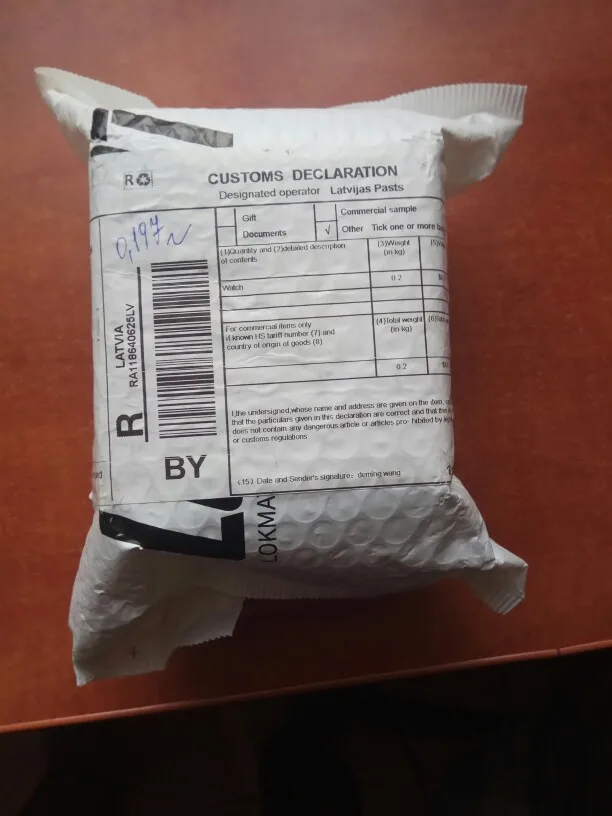 R
CUSTOMS DECLARATION
Designated operator Latvijas Pasts
Gift
Commercial sample
Documents
√ Other Tick one or more
0,197
(1)Quantity and (2)detailed description
of contents
(3)Weight
(in kg)
Watch
0.2
For commercial items only
if known HS tariff number (7) and
country of origin of goods (8)
(4)Total weight
(in kg)
0.2
I,the undersigned,whose name and address are given on the item,
that the particulars given in this declaration are correct and that
does not contain any dangerous article or articles pro- hibited by
or customs regulations
(15) Date and Sender's signature: deming wang
LATVIA
RA118640625LV
R
BY
LOKMA